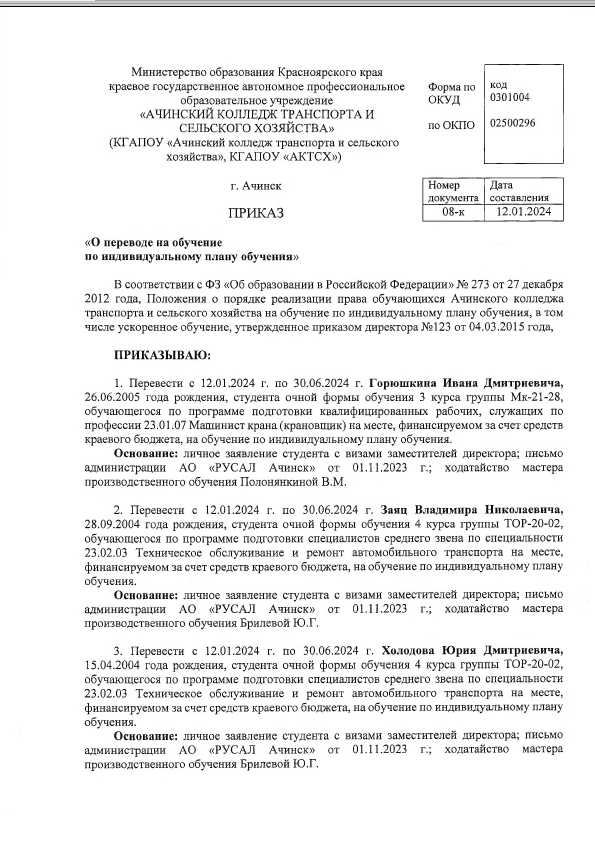 Министерство образования Красноярского края
краевое государственное автономное профессиональное
образовательное учреждение
«АЧИНСКИЙ КОЛЛЕДЖ ТРАНСПОРТА И
СЕЛЬСКОГО ХОЗЯЙСТВА»
(КГАПОУ «Ачинский колледж транспорта и сельского
хозяйства», КГАПОУ «АКТСХ»)
Форма по
ОКУД
по ОКПО
код
0301004
02500296
г. Ачинск
ПРИКАЗ
Номер
документа
Дата
составления
08-к
12.01.2024
«О переводе на обучение
по индивидуальному плану обучения»
В соответствии с ФЗ «Об образовании в Российской Федерации» № 273 от 27 декабря
2012 года, Положения о порядке реализации права обучающихся Ачинского колледжа
транспорта и сельского хозяйства на обучение по индивидуальному плану обучения, в том
числе ускоренное обучение, утвержденное приказом директора №123 от 04.03.2015 года,
ПРИКАЗЫВАЮ:
1. Перевести с 12.01.2024 г. по 30.06.2024 г. Горюшкина Ивана Дмитриевича,
26.06.2005 года рождения, студента очной формы обучения 3 курса группы Мк-21-28,
обучающегося по программе подготовки квалифицированных рабочих, служащих по
профессии 23.01.07 Машинист крана (крановщик) на месте, финансируемом за счет средств
краевого бюджета, на обучение по индивидуальному плану обучения.
Основание: личное заявление студента с визами заместителей директора; письмо
администрации АО «РУСАЛ Ачинск» от 01.11.2023 г.; ходатайство мастера
производственного обучения Полонянкиной В.М.
2. Перевести с 12.01.2024 г. по 30.06.2024 г. Заяц Владимира Николаевича,
28.09.2004 года рождения, студента очной формы обучения 4 курса группы ТОР-20-02,
обучающегося по программе подготовки специалистов среднего звена по специальности
23.02.03 Техническое обслуживание и ремонт автомобильного транспорта на месте,
финансируемом за счет средств краевого бюджета, на обучение по индивидуальному плану
обучения.
Основание: личное заявление студента с визами заместителей директора; письмо
администрации АО «РУСАЛ Ачинск» от 01.11.2023 г.; ходатайство мастера
производственного обучения Брилевой Ю.Г.
3. Перевести с 12.01.2024 г. по 30.06.2024 г. Холодова Юрия Дмитриевича,
15.04.2004 года рождения, студента очной формы обучения 4 курса группы ТОР-20-02,
обучающегося по программе подготовки специалистов среднего звена по специальности
23.02.03 Техническое обслуживание и ремонт автомобильного транспорта на месте,
финансируемом за счет средств краевого бюджета, на обучение по индивидуальному плану
обучения.
Основание: личное заявление студента с визами заместителей директора; письмо
администрации АО «РУСАЛ Ачинск» от 01.11.2023 г.; ходатайство мастера
производственного обучения Брилевой Ю.Г.